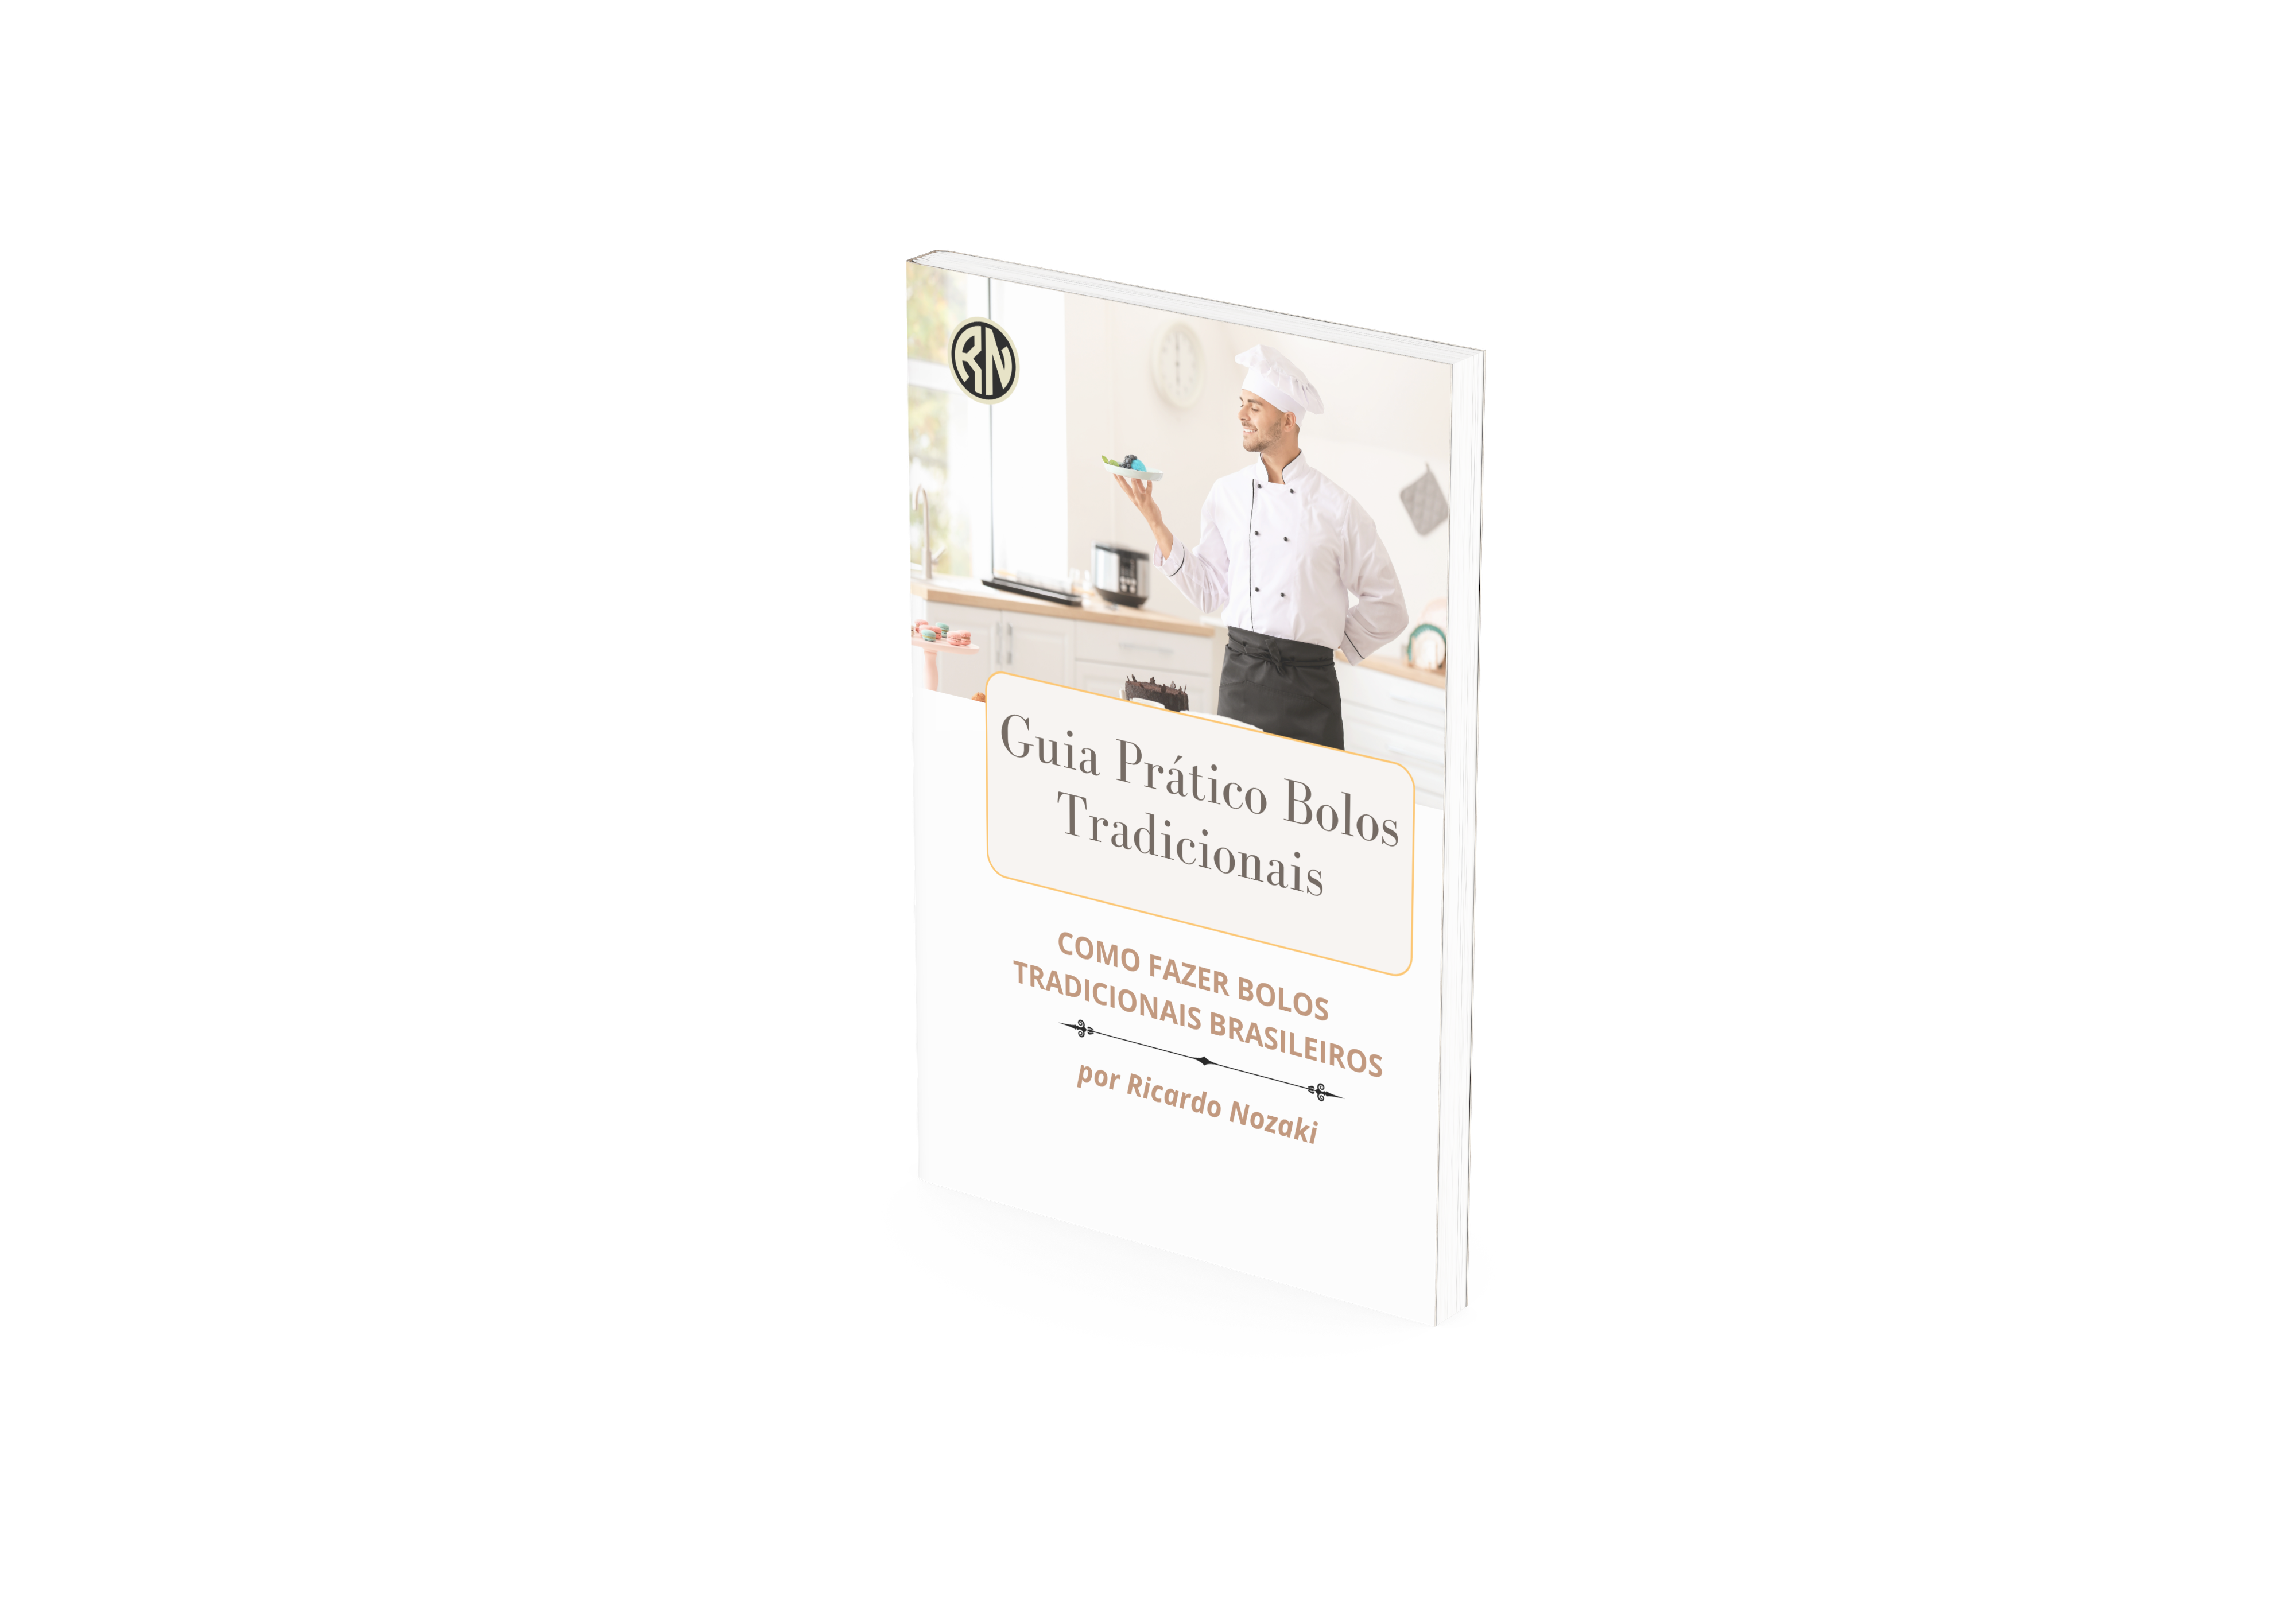 RN
Guia Prático Bolos
Tradicionais
COMO FAZER BOLOS
TRADICIONAIS BRASILEIROS
por Ricardo Nozaki